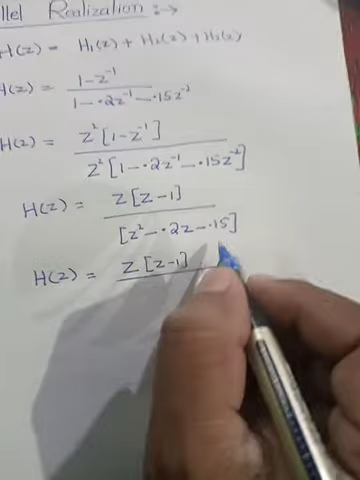 llel Realization :→
H(z) = H₁(z) + H₂(z) + H₃(z)
H(z) = 1 - z⁻¹ / 1 - .2z⁻¹ - .15z⁻²
H(z) = z² [1 - z⁻¹] / z² [1 - .2z⁻¹ - .15z⁻²]
H(z) = z [z - 1] / [z² - .2z - .15]
H(z) = z [z - 1]